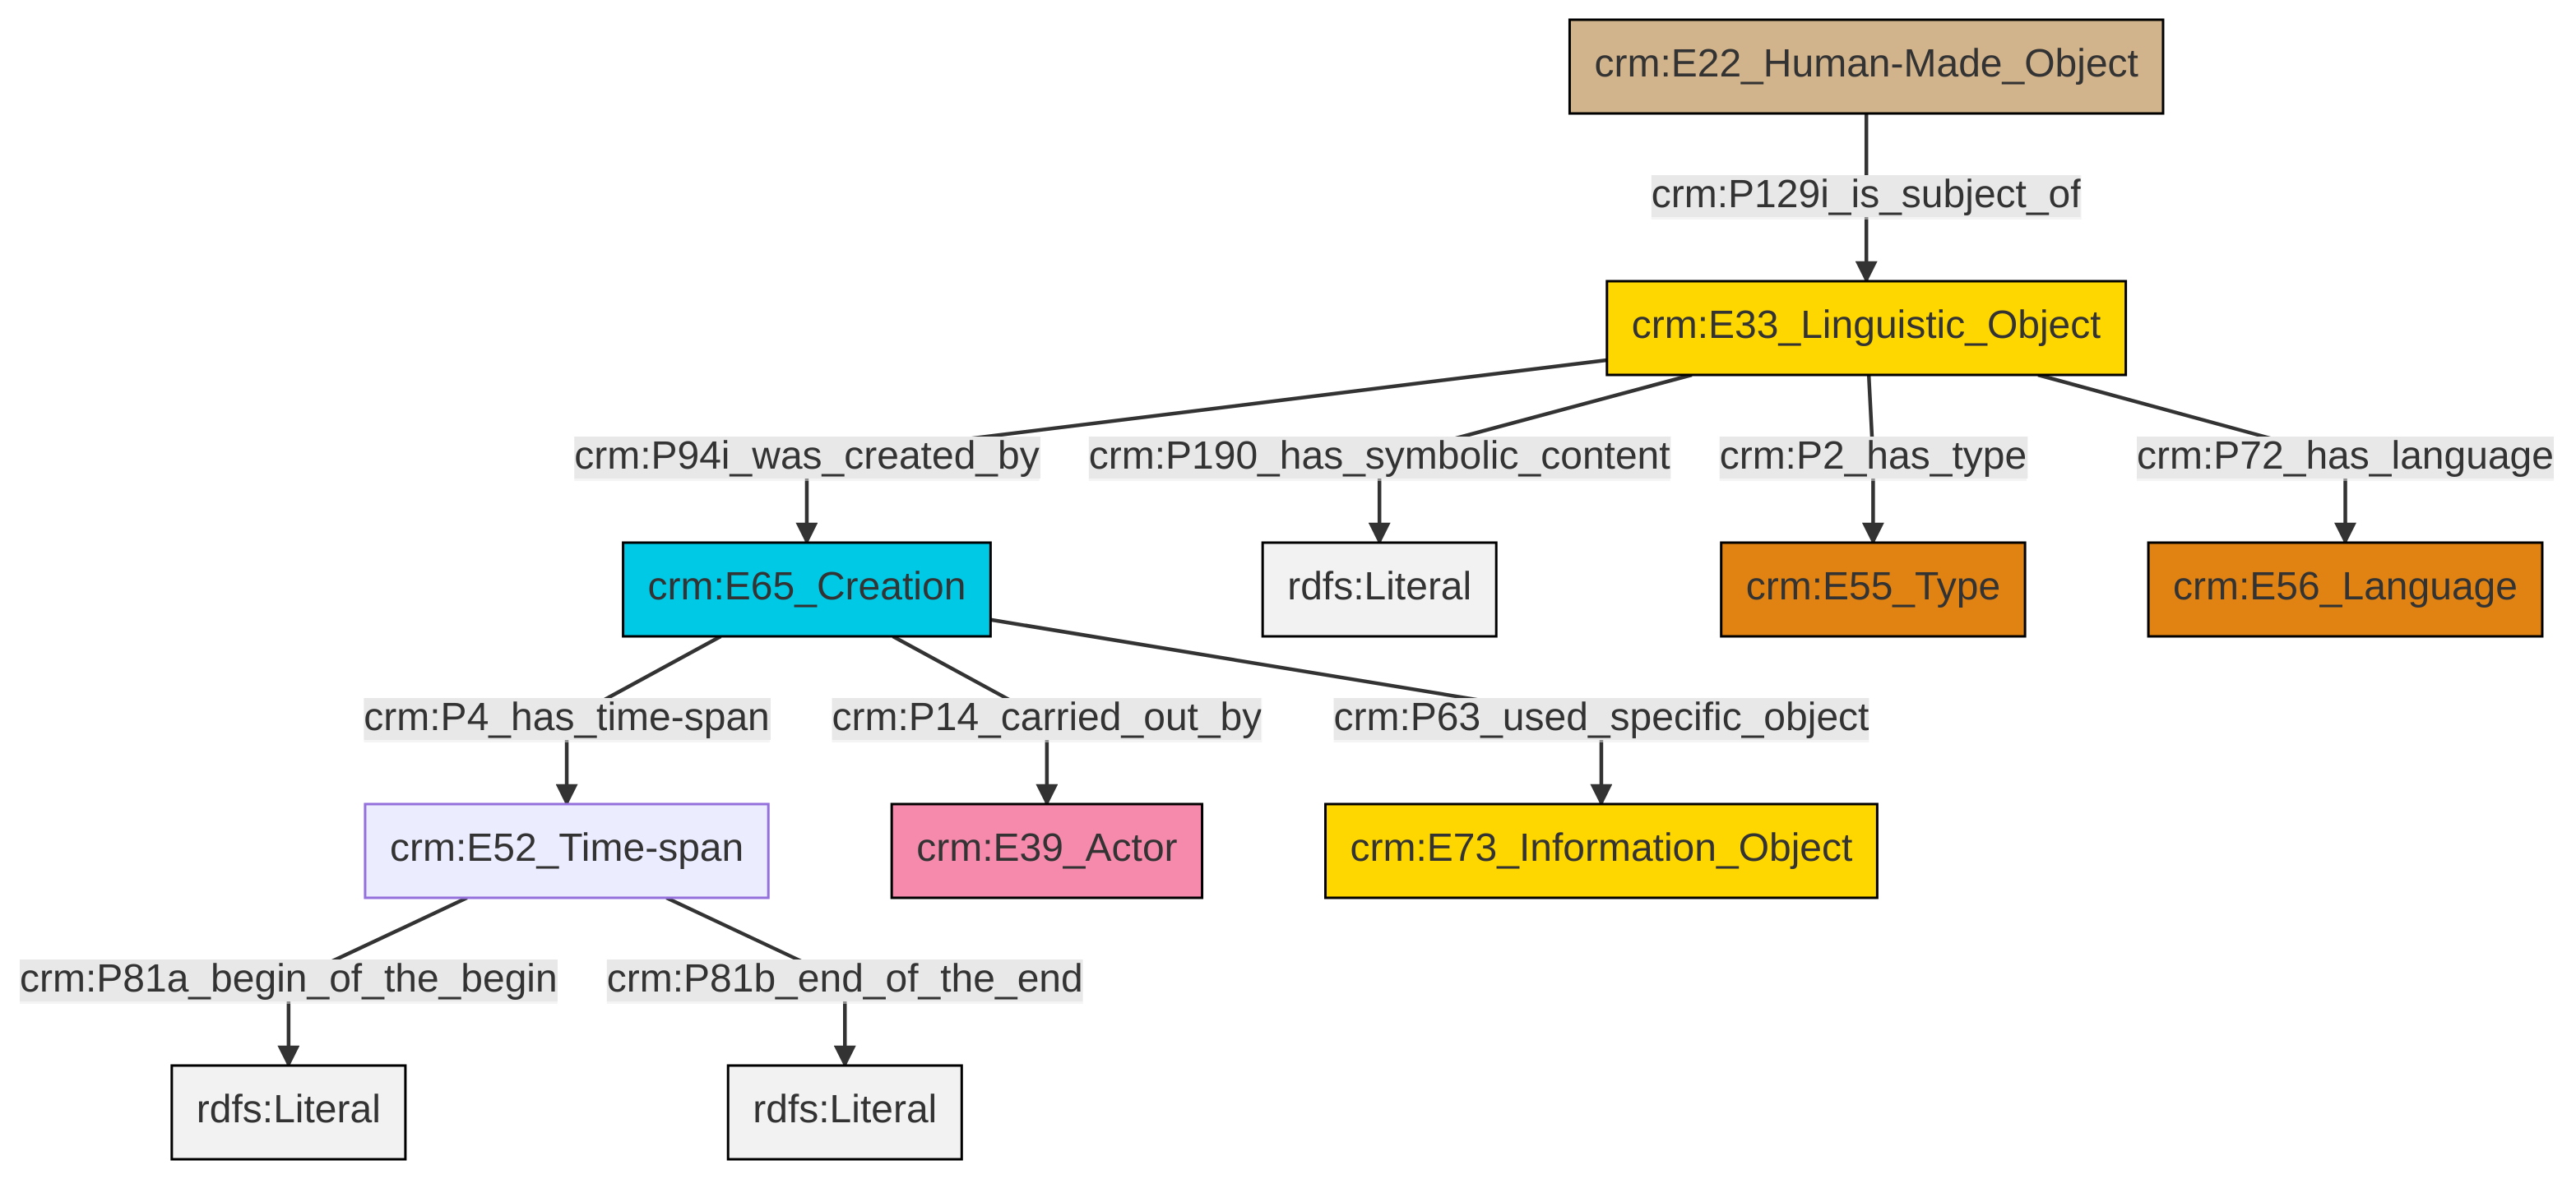 crm:E22_Human-Made_Object
crm:P129i_is_subject_of
crm:E33_Linguistic_Object
crm:P94i_was_created_by
crm:P190_has_symbolic_content
crm:P2_has_type
crm:P72_has_language
crm:E65_Creation
rdfs:Literal
crm:E55_Type
crm:E56_Language
crm:P4_has_time-span
crm:P14_carried_out_by
crm:P63_used_specific_object
crm:E52_Time-span
crm:E39_Actor
crm:E73_Information_Object
crm:P81a_begin_of_the_begin
crm:P81b_end_of_the_end
rdfs:Literal
rdfs:Literal